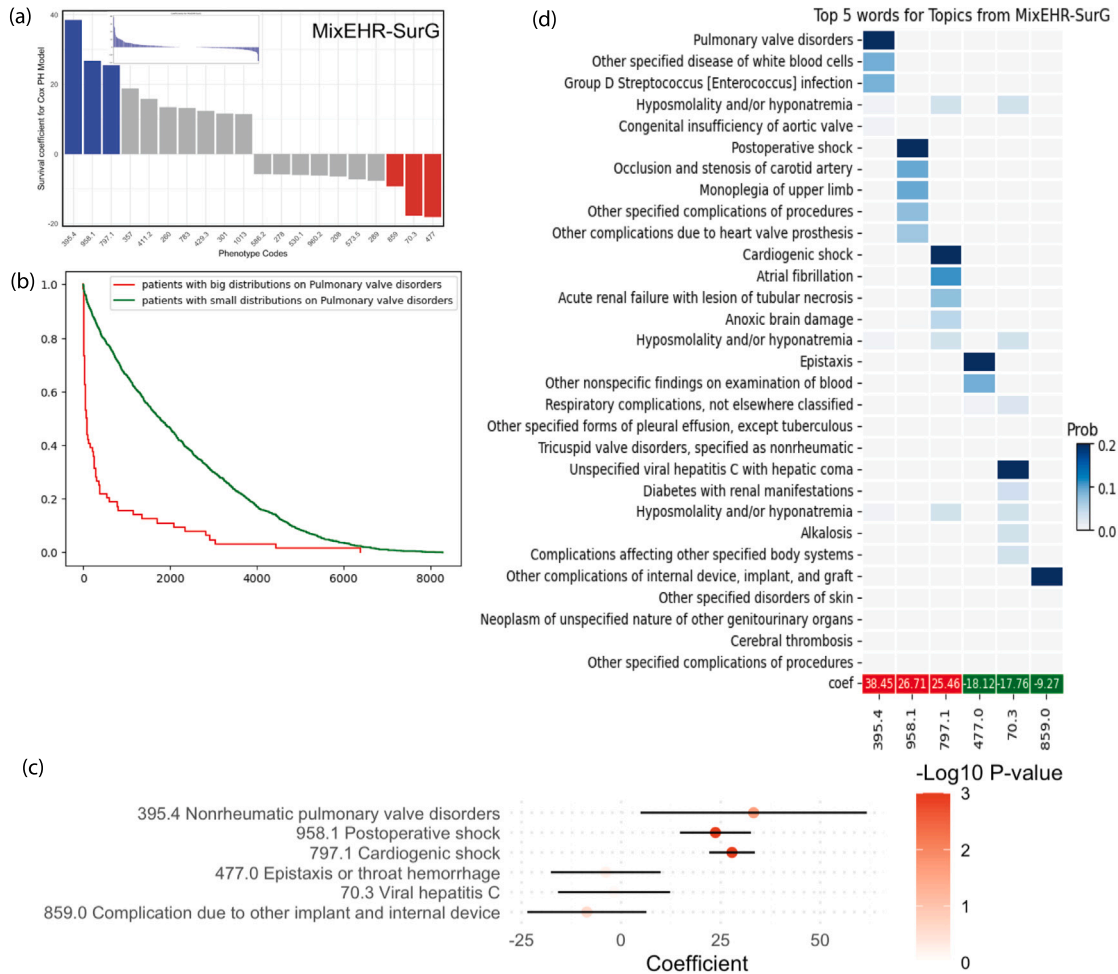 (a)
MixEHR-SurG
Survival coefficient for Cox PH Model
40
20
0
-20
395.4 958.1 797.1 357 411.2 260 783 429.3 301 1013 586.2 278 530.1 960.2 208 573.5 289 859 70.3 477
Phenotype Codes
(b)
patients with big distributions on Pulmonary valve disorders
patients with small distributions on Pulmonary valve disorders
1.0
0.8
0.6
0.4
0.2
0.0
0 2000 4000 6000 8000
(d)
Top 5 words for Topics from MixEHR-SurG
Pulmonary valve disorders
Other specified disease of white blood cells
Group D Streptococcus [Enterococcus] infection
Hyposmolality and/or hyponatremia
Congenital insufficiency of aortic valve
Postoperative shock
Occlusion and stenosis of carotid artery
Monoplegia of upper limb
Other specified complications of procedures
Other complications due to heart valve prosthesis
Cardiogenic shock
Atrial fibrillation
Acute renal failure with lesion of tubular necrosis
Anoxic brain damage
Hyposmolality and/or hyponatremia
Epistaxis
Other nonspecific findings on examination of blood
Respiratory complications, not elsewhere classified
Other specified forms of pleural effusion, except tuberculous
Tricuspid valve disorders, specified as nonrheumatic
Unspecified viral hepatitis C with hepatic coma
Diabetes with renal manifestations
Hyposmolality and/or hyponatremia
Alkalosis
Complications affecting other specified body systems
Other complications of internal device, implant, and graft
Other specified disorders of skin
Neoplasm of unspecified nature of other genitourinary organs
Cerebral thrombosis
Other specified complications of procedures
coef 38.45 26.71 25.46 -18.12 -17.76 -9.27
395.4 958.1 797.1 477.0 70.3 859.0
Prob
0.2
0.1
0.0
(c)
395.4 Nonrheumatic pulmonary valve disorders
958.1 Postoperative shock
797.1 Cardiogenic shock
477.0 Epistaxis or throat hemorrhage
70.3 Viral hepatitis C
859.0 Complication due to other implant and internal device
-25 0 25 50
Coefficient
-Log10 P-value
3
2
1
0